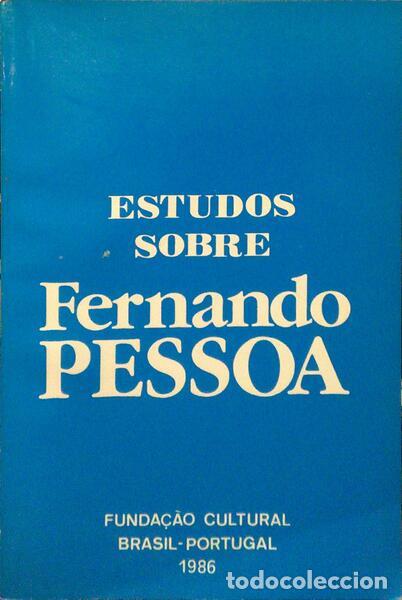 ESTUDOS
SOBRE
Fernando
PESSOA
FUNDAÇÃO CULTURAL
BRASIL-PORTUGAL
1986
todocoleccion